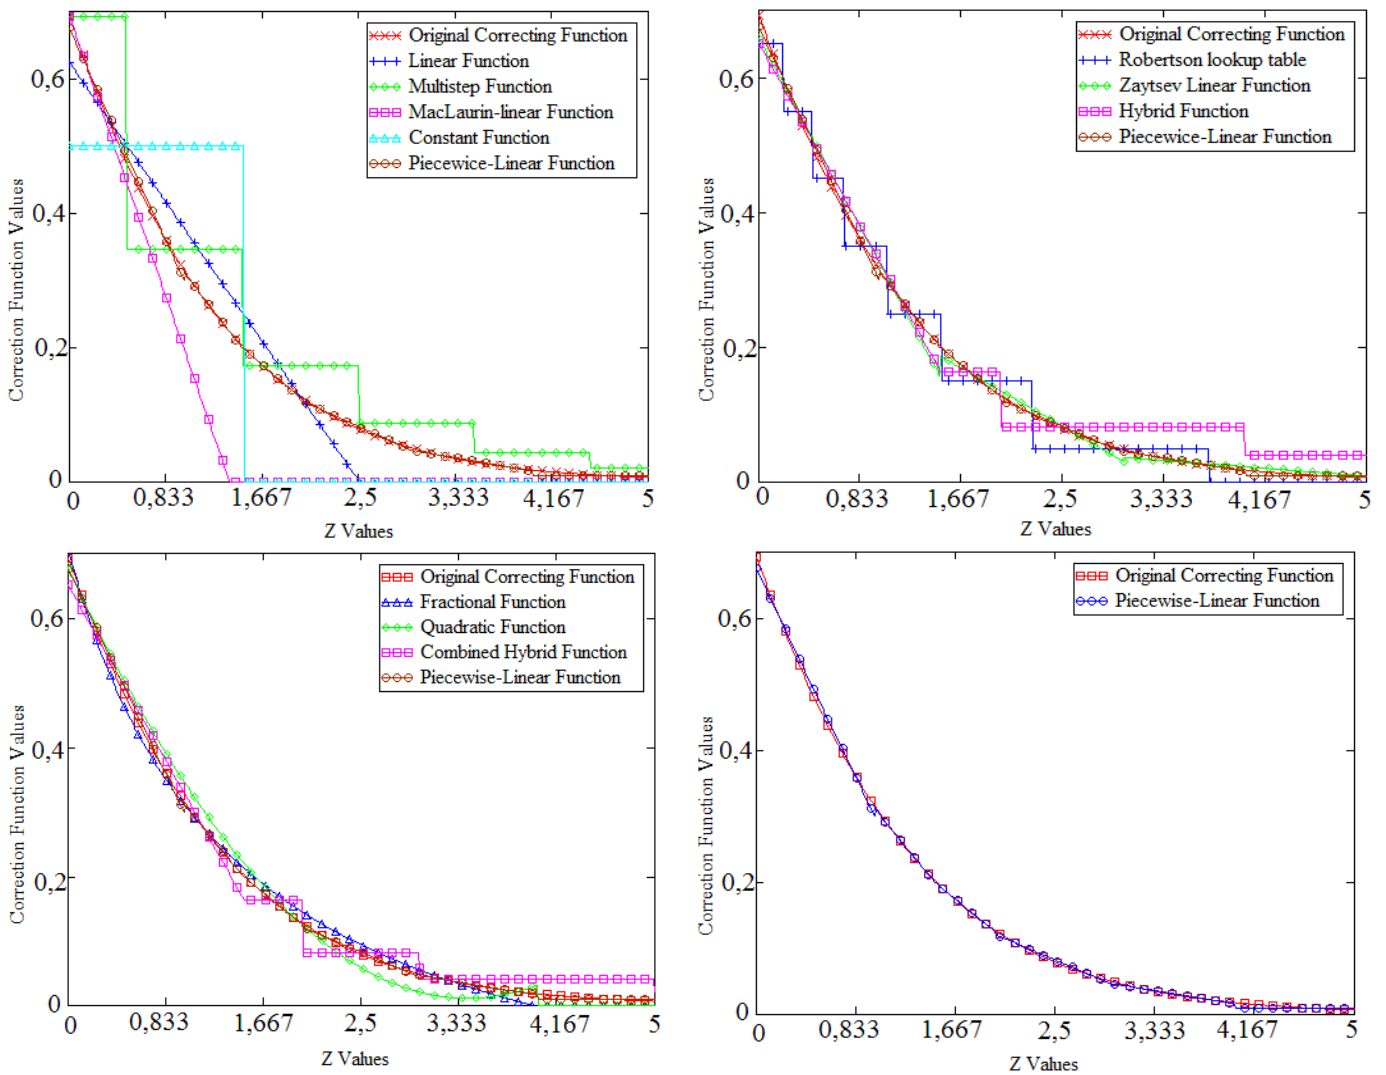 Original Correcting Function
Linear Function
Multistep Function
MacLaurin-linear Function
Constant Function
Piecewice-Linear Function
Correction Function Values
0,6
0,4
0,2
0
0 0,833 1,667 2,5 3,333 4,167 5
Z Values
Original Correcting Function
Robertson lookup table
Zaytsev Linear Function
Hybrid Function
Piecewice-Linear Function
Correction Function Values
0,6
0,4
0,2
0
0 0,833 1,667 2,5 3,333 4,167 5
Z Values
Original Correcting Function
Fractional Function
Quadratic Function
Combined Hybrid Function
Piecewise-Linear Function
Correction Function Values
0,6
0,4
0,2
0
0 0,833 1,667 2,5 3,333 4,167 5
Z Values
Original Correcting Function
Piecewise-Linear Function
Correction Function Values
0,6
0,4
0,2
0
0 0,833 1,667 2,5 3,333 4,167 5
Z Values